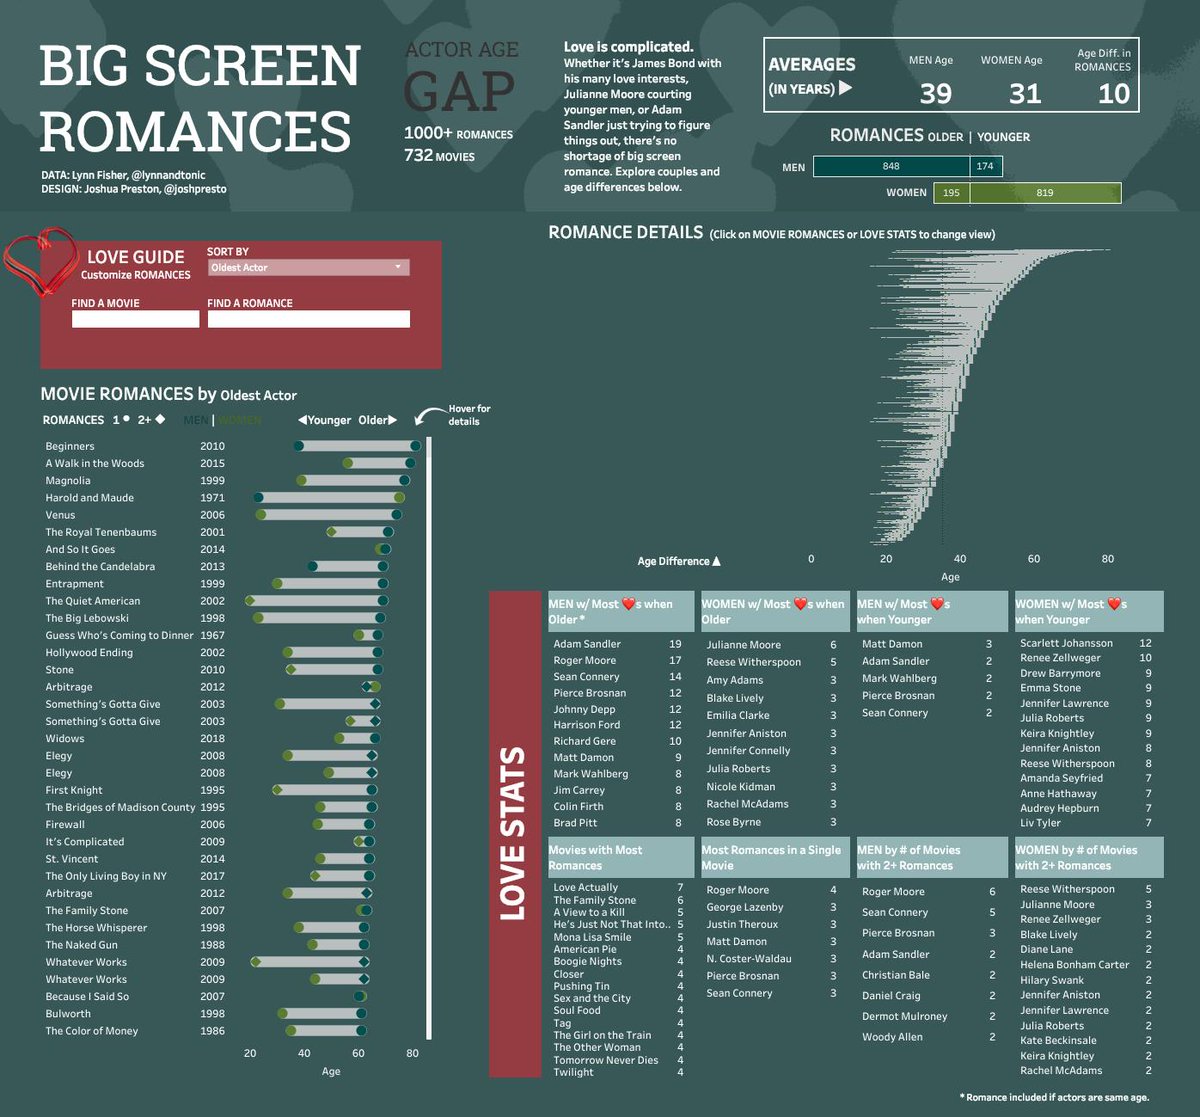 BIG SCREEN
ROMANCES
DATA: Lynn Fisher, @lynnandtonic
DESIGN: Joshua Preston, @joshpresto
ACTOR AGE
GAP
1000+ ROMANCES
732 MOVIES
Love is complicated.
Whether it's James Bond with
his many love interests,
Julianne Moore courting
younger men, or Adam
Sandler just trying to figure
things out, there's no
shortage of big screen
romance. Explore couples and
age differences below.
AVERAGES
(IN YEARS) ▶
MEN Age
39
WOMEN Age
31
Age Diff. in
ROMANCES
10
ROMANCES OLDER | YOUNGER
MEN 848 174
WOMEN 195 819
LOVE GUIDE
Customize ROMANCES
SORT BY
Oldest Actor
FIND A MOVIE
FIND A ROMANCE
MOVIE ROMANCES by Oldest Actor
ROMANCES 1 ● 2+ ◆ MEN | WOMEN ◀Younger Older▶
Hover for
details
Beginners 2010
A Walk in the Woods 2015
Magnolia 1999
Harold and Maude 1971
Venus 2006
The Royal Tenenbaums 2001
And So It Goes 2014
Behind the Candelabra 2013
Entrapment 1999
The Quiet American 2002
The Big Lebowski 1998
Guess Who's Coming to Dinner 1967
Hollywood Ending 2002
Stone 2010
Arbitrage 2012
Something's Gotta Give 2003
Something's Gotta Give 2003
Widows 2018
Elegy 2008
Elegy 2008
First Knight 1995
The Bridges of Madison County 1995
Firewall 2006
It's Complicated 2009
St. Vincent 2014
The Only Living Boy in NY 2017
Arbitrage 2012
The Family Stone 2007
The Horse Whisperer 1998
The Naked Gun 1988
Whatever Works 2009
Whatever Works 2009
Because I Said So 2007
Bulworth 1998
The Color of Money 1986
20 40 60 80
Age
ROMANCE DETAILS (Click on MOVIE ROMANCES or LOVE STATS to change view)
Age Difference ▲
0 20 40 60 80
Age
LOVE STATS
MEN w/ Most ❤️s when
Older *
Adam Sandler 19
Roger Moore 17
Sean Connery 14
Pierce Brosnan 12
Johnny Depp 12
Harrison Ford 12
Richard Gere 10
Matt Damon 9
Mark Wahlberg 8
Jim Carrey 8
Colin Firth 8
Brad Pitt 8
WOMEN w/ Most ❤️s when
Older
Julianne Moore 6
Reese Witherspoon 5
Amy Adams 3
Blake Lively 3
Emilia Clarke 3
Jennifer Aniston 3
Jennifer Connelly 3
Julia Roberts 3
Nicole Kidman 3
Rachel McAdams 3
Rose Byrne 3
MEN w/ Most ❤️s
when Younger
Matt Damon 3
Adam Sandler 2
Mark Wahlberg 2
Pierce Brosnan 2
Sean Connery 2
WOMEN w/ Most ❤️s
when Younger
Scarlett Johansson 12
Renee Zellweger 10
Drew Barrymore 9
Emma Stone 9
Jennifer Lawrence 9
Julia Roberts 9
Keira Knightley 9
Jennifer Aniston 8
Reese Witherspoon 8
Amanda Seyfried 7
Anne Hathaway 7
Audrey Hepburn 7
Liv Tyler 7
Movies with Most
Romances
Love Actually 7
The Family Stone 6
A View to a Kill 5
He's Just Not That Into.. 5
Mona Lisa Smile 5
American Pie 4
Boogie Nights 4
Closer 4
Pushing Tin 4
Sex and the City 4
Soul Food 4
Tag 4
The Girl on the Train 4
The Other Woman 4
Tomorrow Never Dies 4
Twilight 4
Most Romances in a Single
Movie
Roger Moore 4
George Lazenby 3
Justin Theroux 3
Matt Damon 3
N. Coster-Waldau 3
Pierce Brosnan 3
Sean Connery 3
MEN by # of Movies
with 2+ Romances
Roger Moore 6
Sean Connery 5
Pierce Brosnan 3
Adam Sandler 2
Christian Bale 2
Daniel Craig 2
Dermot Mulroney 2
Woody Allen 2
WOMEN by # of Movies
with 2+ Romances
Reese Witherspoon 5
Julianne Moore 3
Renee Zellweger 3
Blake Lively 2
Diane Lane 2
Helena Bonham Carter 2
Hilary Swank 2
Jennifer Aniston 2
Jennifer Lawrence 2
Julia Roberts 2
Kate Beckinsale 2
Keira Knightley 2
Rachel McAdams 2
* Romance included if actors are same age.